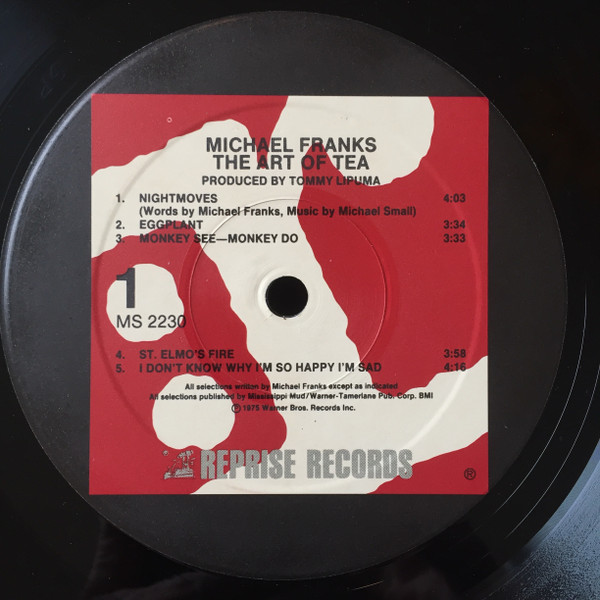 MICHAEL FRANKS
THE ART OF TEA
PRODUCED BY TOMMY LIPUMA
1. NIGHTMOVES 4:03
(Words by Michael Franks, Music by Michael Small)
2. EGGPLANT 3:34
3. MONKEY SEE—MONKEY DO 3:33
1
MS 2230
4. ST. ELMO'S FIRE 3:58
5. I DON'T KNOW WHY I'M SO HAPPY I'M SAD 4:16
All selections written by Michael Franks except as indicated
All selections published by Mississippi Mud/Warner-Tamerlane Pub. Corp. BMI
℗ 1975 Warner Bros. Records Inc.
REPRISE RECORDS ®